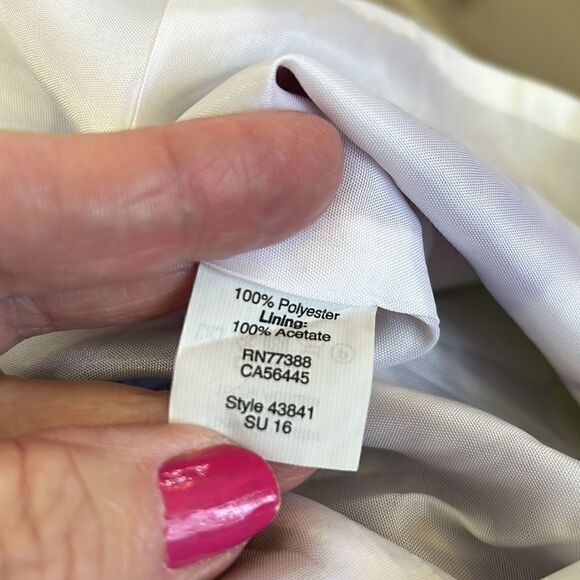 100% Polyester
Lining:
100% Acetate
RN77388
CA56445
Style 43841
SU 16